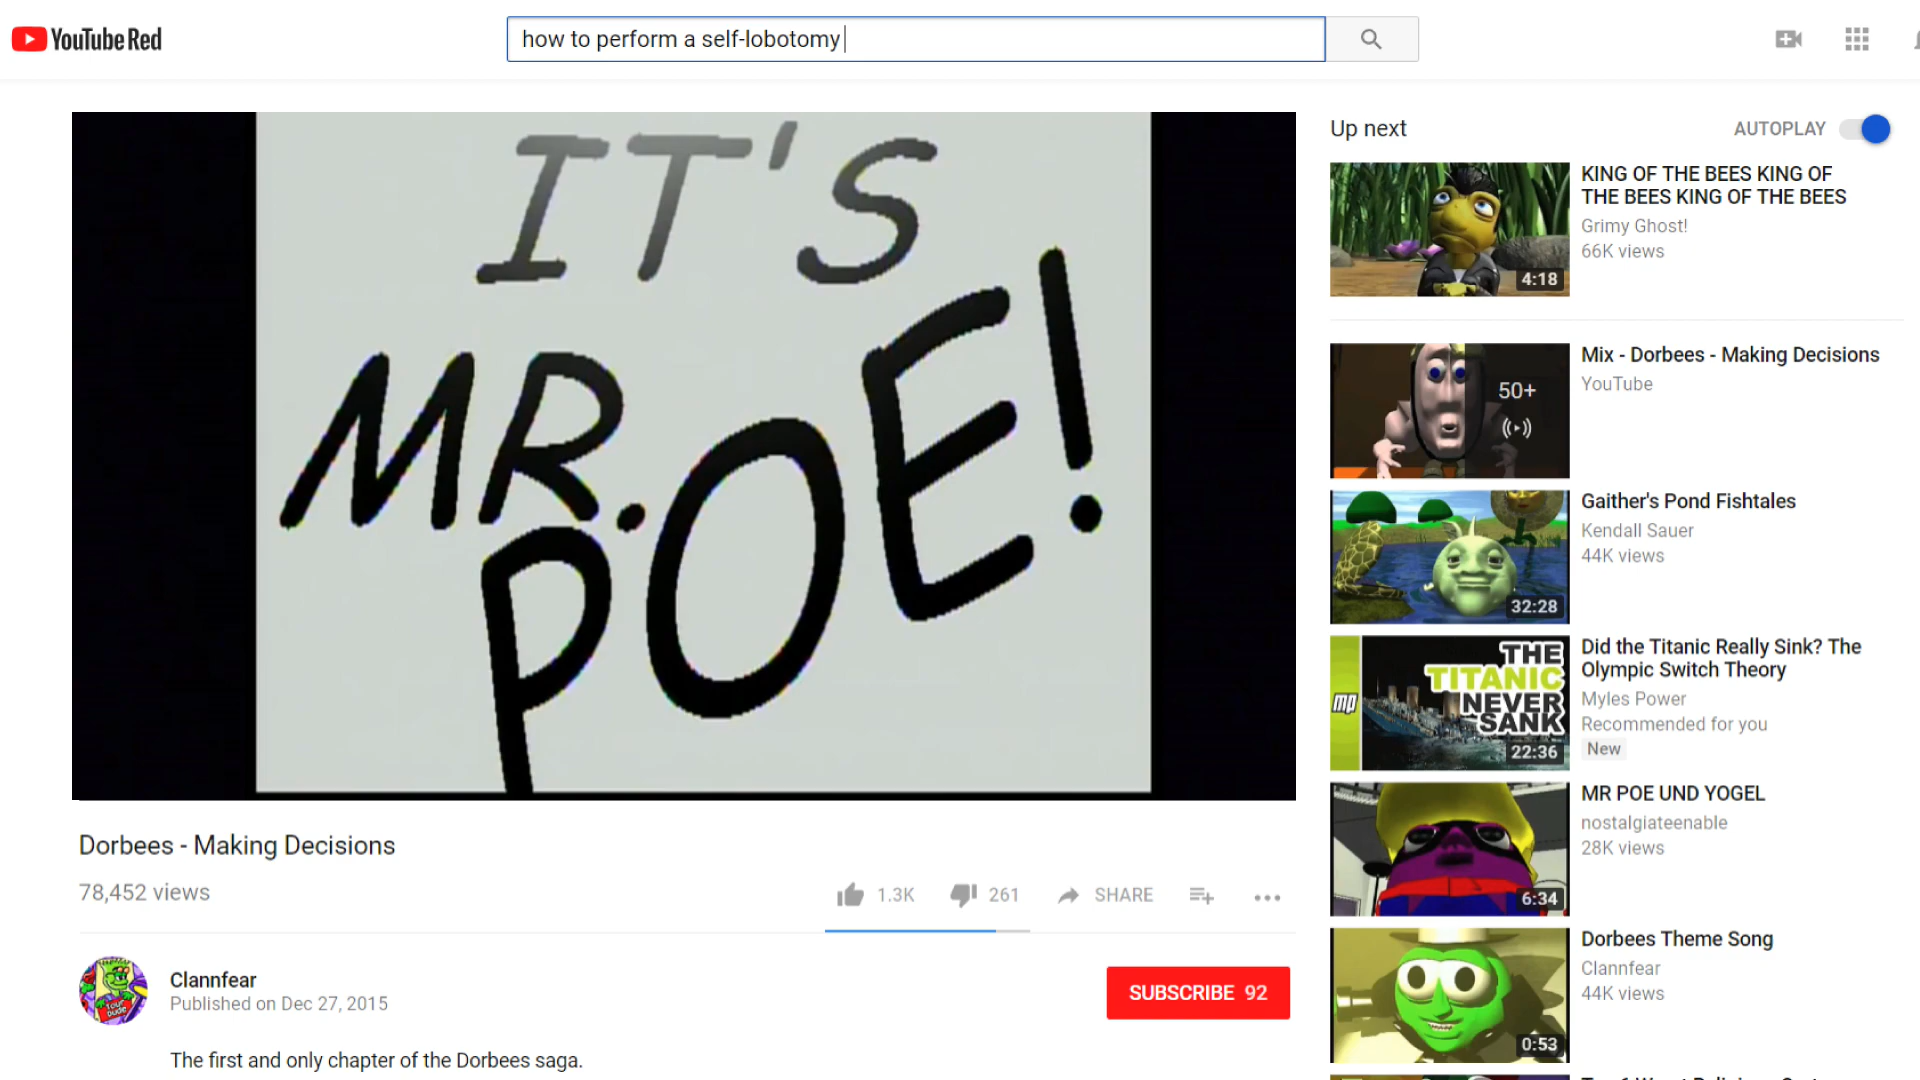 YouTube Red
how to perform a self-lobotomy
IT'S
MR.
POE!
Dorbees - Making Decisions
78,452 views
1.3K
261
SHARE
Clannfear
Published on Dec 27, 2015
SUBSCRIBE 92
The first and only chapter of the Dorbees saga.
Up next
AUTOPLAY
4:18
KING OF THE BEES KING OF
THE BEES KING OF THE BEES
Grimy Ghost!
66K views
50+
Mix - Dorbees - Making Decisions
YouTube
32:28
Gaither's Pond Fishtales
Kendall Sauer
44K views
mp
THE
TITANIC
NEVER
SANK
22:36
Did the Titanic Really Sink? The
Olympic Switch Theory
Myles Power
Recommended for you
New
6:34
MR POE UND YOGEL
nostalgiateenable
28K views
0:53
Dorbees Theme Song
Clannfear
44K views